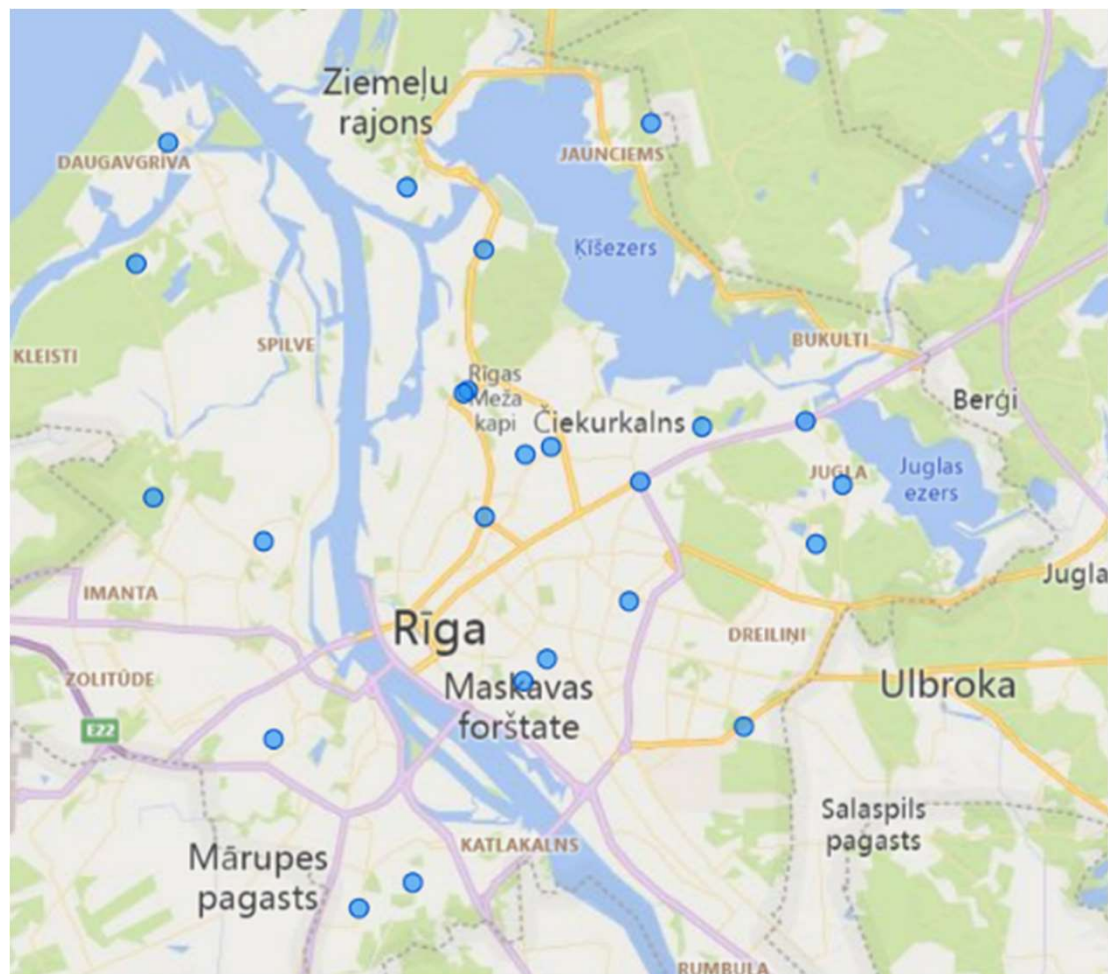 Ziemeļu
rajons
DAUGAVGRĪVA
JAUNCIEMS
Ķīšezers
SPILVE
KLEISTI
BUKULTI
Rīgas
Meža
kapi
Čiekurkalns
Berģi
JUGLA
Juglas
ezers
IMANTA
Jugla
Rīga
DREILIŅI
ZOLITŪDE
Maskavas
forštate
Ulbroka
E22
Salaspils
pagasts
KATLAKALNS
Mārupes
pagasts
RUMBULA